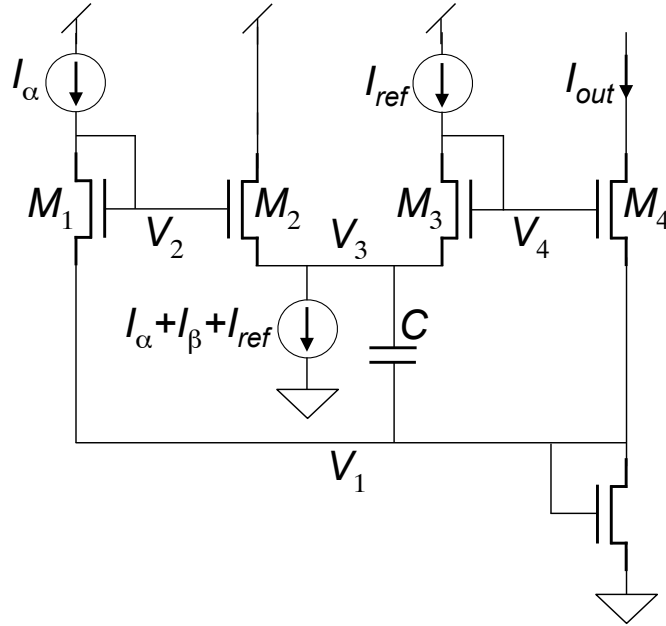 Iα
Iref
Iout
M1
V2
M2
V3
M3
V4
M4
Iα+Iβ+Iref
C
V1